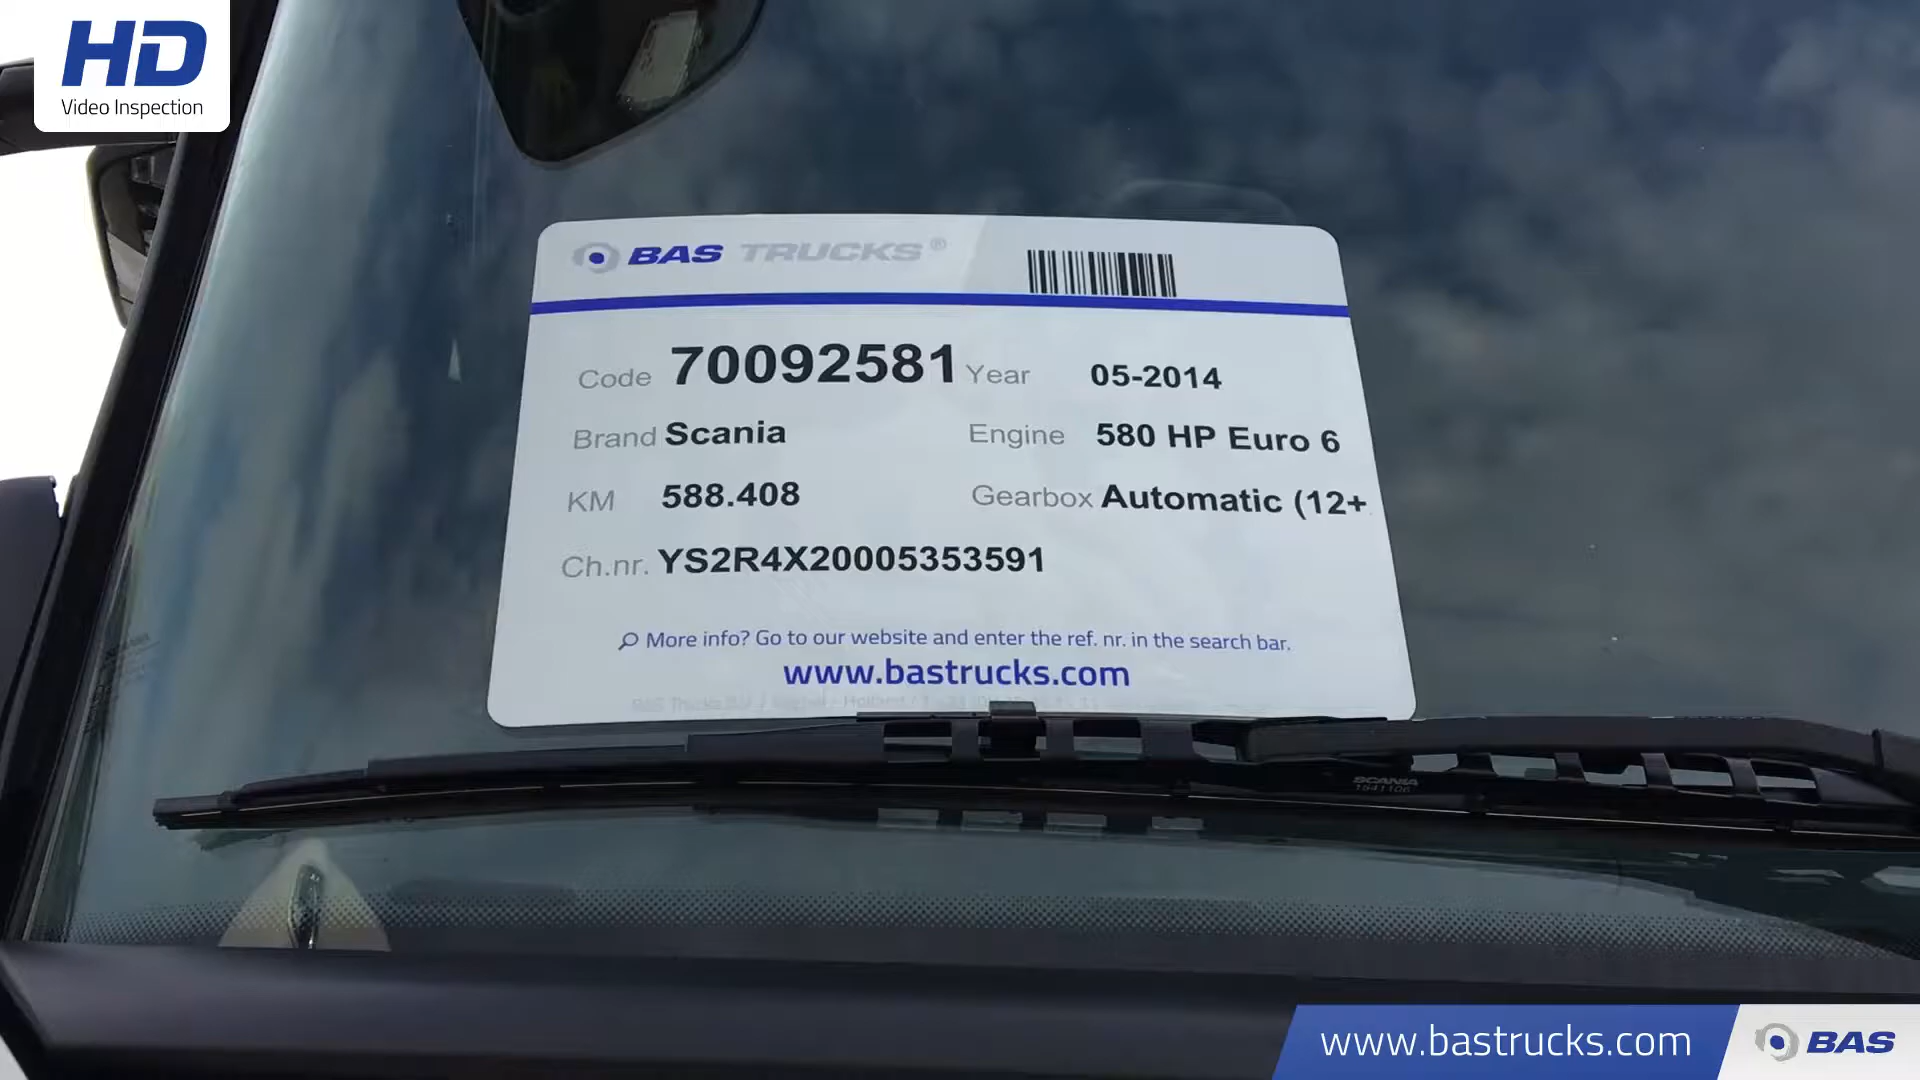 HD
Video Inspection
BAS TRUCKS®
Code 70092581 Year 05-2014
Brand Scania Engine 580 HP Euro 6
KM 588.408 Gearbox Automatic (12+
Ch.nr. YS2R4X20005353591
More info? Go to our website and enter the ref. nr. in the search bar.
www.bastrucks.com
SCANIA
www.bastrucks.com BAS